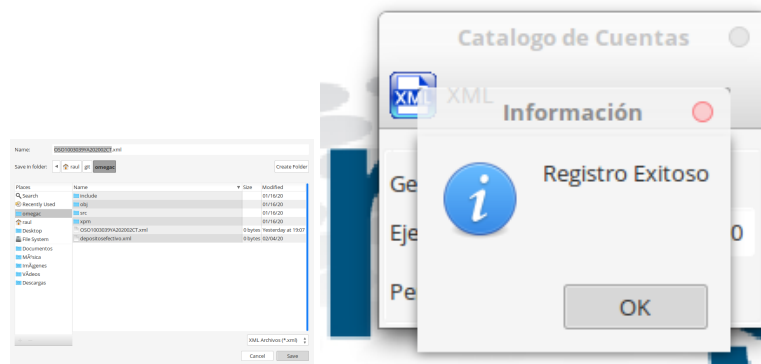 Name: OSO1003039YA202002CT.xml
Save in folder: raul git omegac Create Folder
Places Name Size Modified
Search include 01/16/20
Recently Used obj 01/16/20
omegac src 01/16/20
raul xpm 01/16/20
Desktop OSO1003039YA202002CT.xml 0 bytes Yesterday at 19:07
File System depositosefectivo.xml 0 bytes 02/04/20
Documentos
MÃºsica
ImÃ¡genes
VÃ­deos
Descargas
XML Archivos (*.xml)
Cancel Save
Catalogo de Cuentas
XML XML
Información
Registro Exitoso
Ge
Eje 0
Pe
OK